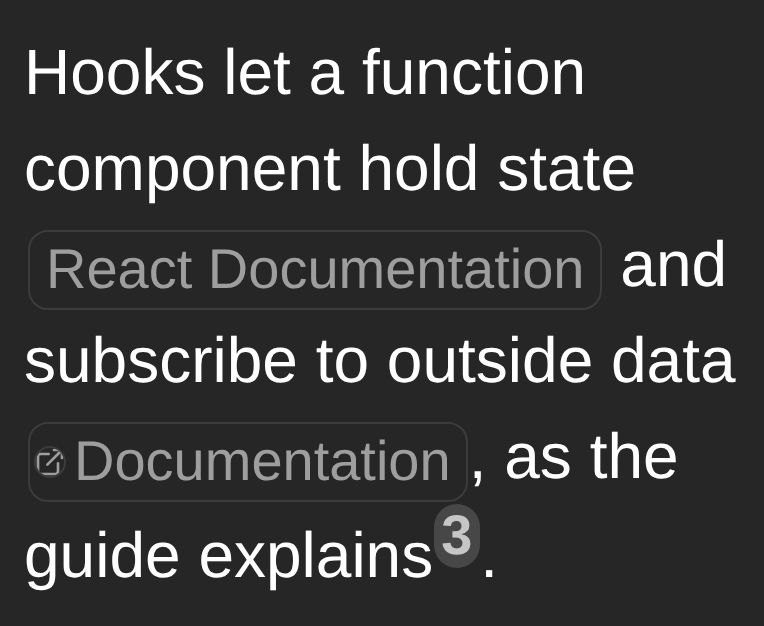 Hooks let a function
component hold state
React Documentation and
subscribe to outside data
Documentation, as the
guide explains3.